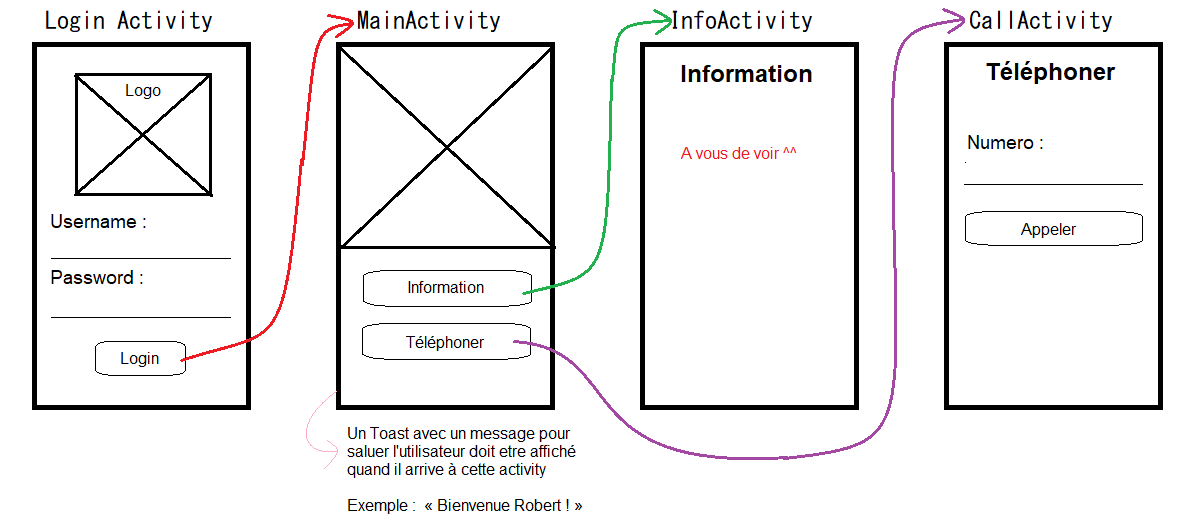 Login Activity
MainActivity
InfoActivity
CallActivity
Logo
Username :
Password :
Login
Information
Téléphoner
Un Toast avec un message pour
saluer l'utilisateur doit etre affiché
quand il arrive à cette activity
Exemple : « Bienvenue Robert ! »
Information
A vous de voir ^^
Téléphoner
Numero :
Appeler